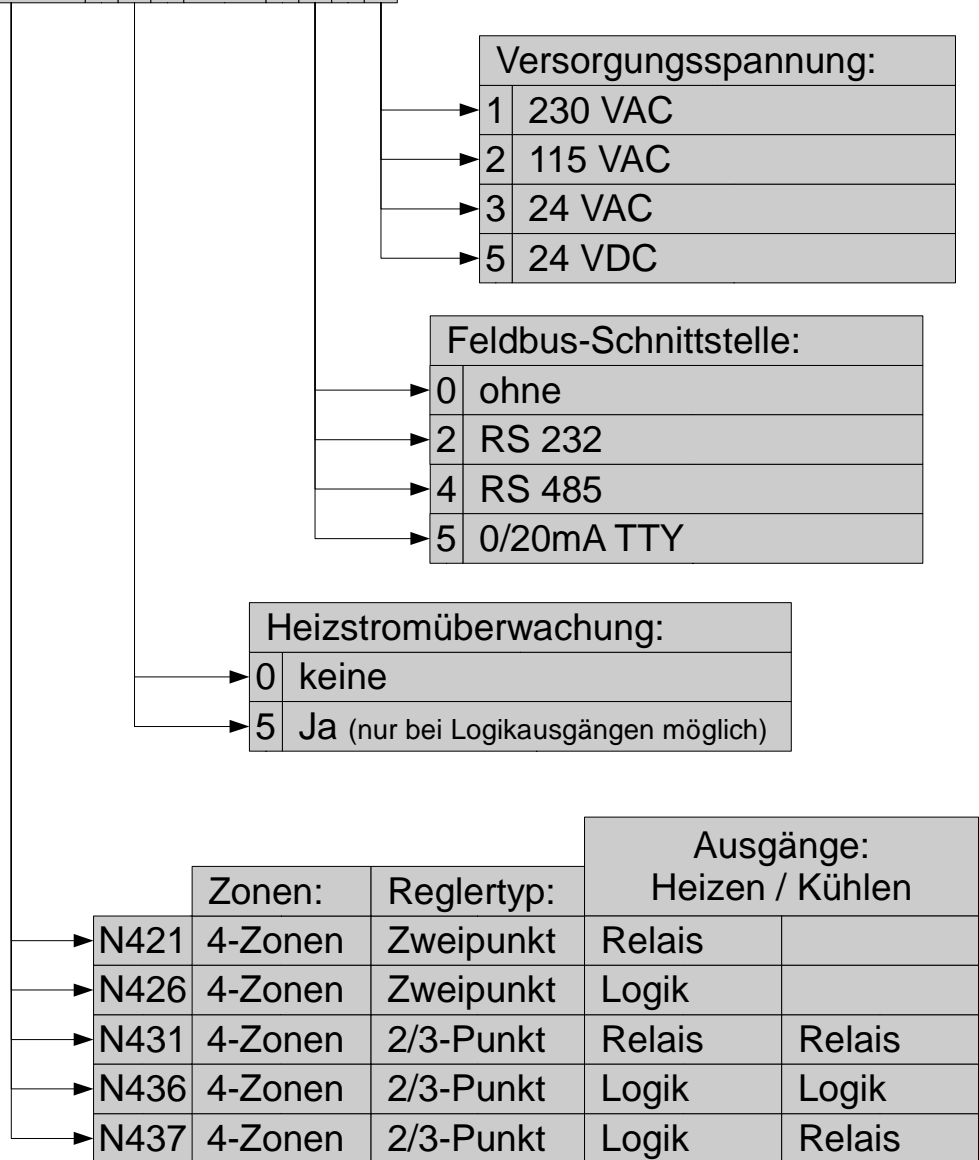 Versorgungsspannung:
1 230 VAC
2 115 VAC
3 24 VAC
5 24 VDC
Feldbus-Schnittstelle:
0 ohne
2 RS 232
4 RS 485
5 0/20mA TTY
Heizstromüberwachung:
0 keine
5 Ja (nur bei Logikausgängen möglich)
Ausgänge:
Zonen: Reglertyp: Heizen / Kühlen
N421 4-Zonen Zweipunkt Relais
N426 4-Zonen Zweipunkt Logik
N431 4-Zonen 2/3-Punkt Relais Relais
N436 4-Zonen 2/3-Punkt Logik Logik
N437 4-Zonen 2/3-Punkt Logik Relais